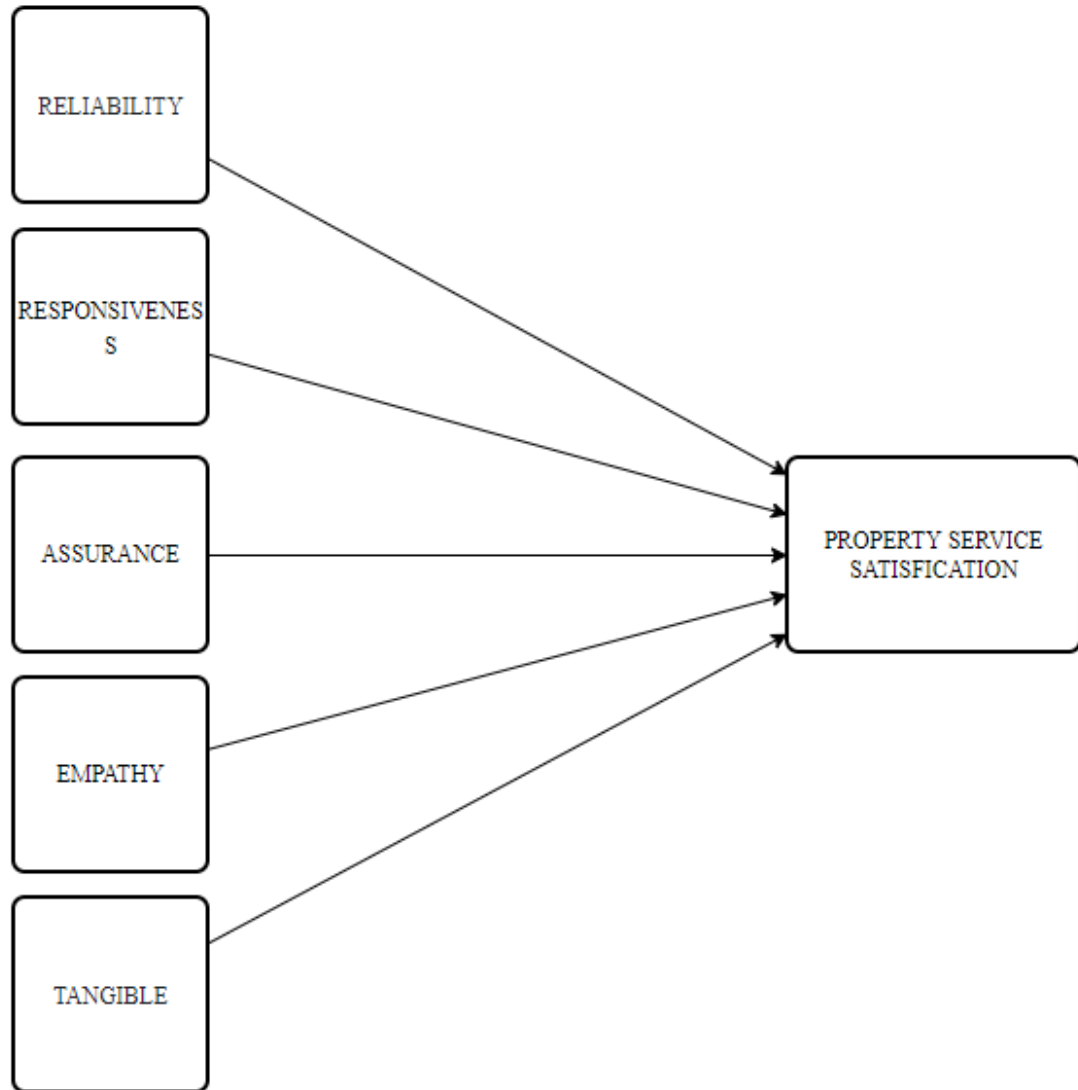 RELIABILITY
RESPONSIVENES
S
ASSURANCE
PROPERTY SERVICE
SATISFICATION
EMPATHY
TANGIBLE